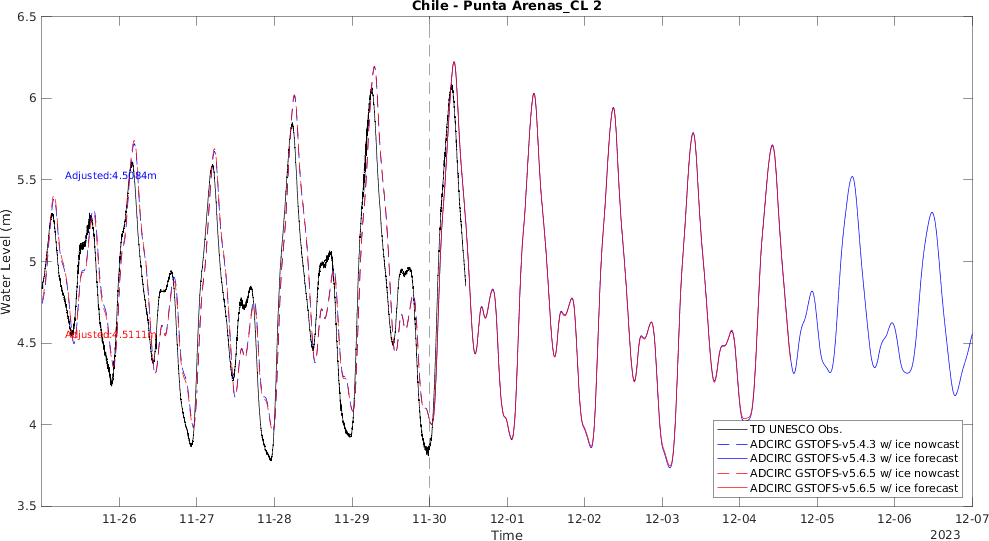 Chile - Punta Arenas_CL 2
6.5
6
5.5
5
4.5
4
3.5
Water Level (m)
Adjusted:4.5084m
Adjusted:4.5111m
TD UNESCO Obs.
ADCIRC GSTOFS-v5.4.3 w/ ice nowcast
ADCIRC GSTOFS-v5.4.3 w/ ice forecast
ADCIRC GSTOFS-v5.6.5 w/ ice nowcast
ADCIRC GSTOFS-v5.6.5 w/ ice forecast
11-26 11-27 11-28 11-29 11-30 12-01 12-02 12-03 12-04 12-05 12-06 12-07
Time
2023